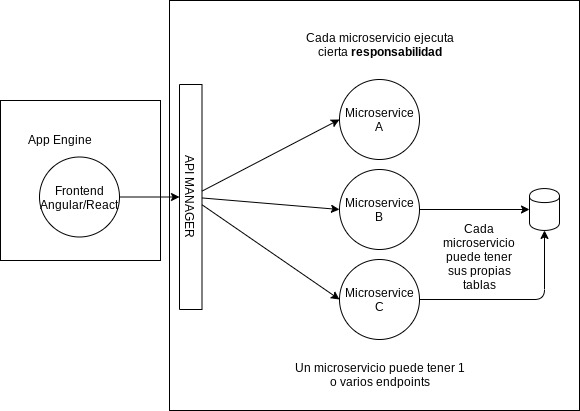 Cada microservicio ejecuta
cierta responsabilidad
App Engine
Frontend
Angular/React
API MANAGER
Microservice
A
Microservice
B
Microservice
C
Cada
microservicio
puede tener
sus propias
tablas
Un microservicio puede tener 1
o varios endpoints